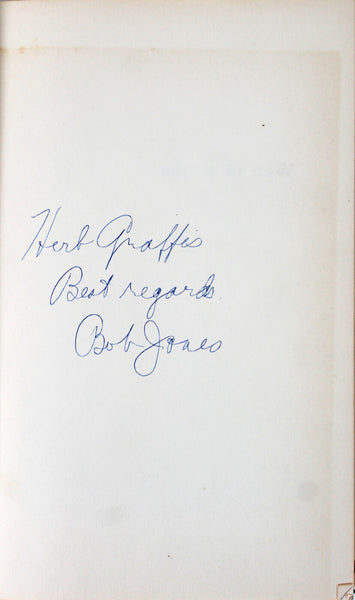 Herb Graffis
Best regards.
Bob Jones